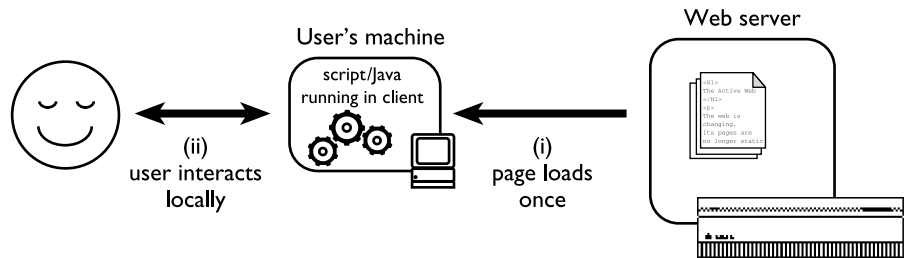 Web server
User's machine
script/Java
running in client
<H1>
The Active Web
</H1>
<p>
The web is
changing,
its pages are
no longer static
(ii)
user interacts
locally
(i)
page loads
once